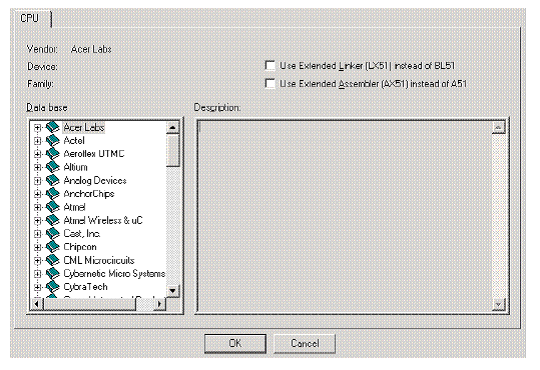 CPU
Vendor: Acer Labs
Device:
Use Extended Linker (LX51) instead of BL51
Family:
Use Extended Assembler (AX51) instead of A51
Data base
Description:
Acer Labs
Actel
Aeroflex UTMC
Altium
Analog Devices
AnchorChips
Atmel
Atmel Wireless & uC
Cast, Inc.
Chipcon
CML Microcircuits
Cybernetic Micro Systems
CybraTech
OK
Cancel